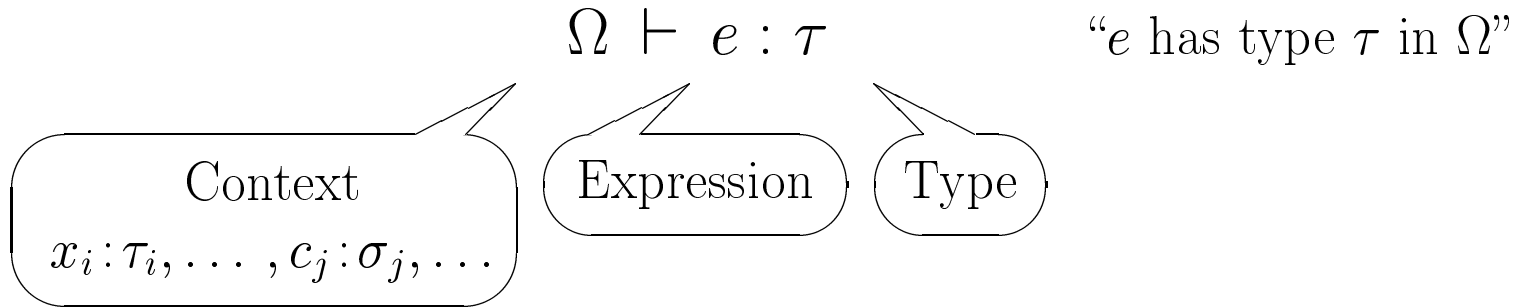 Ω ⊢ e : τ “e has type τ in Ω”
Context Expression Type
x_i:τ_i, ... , c_j:σ_j, ...